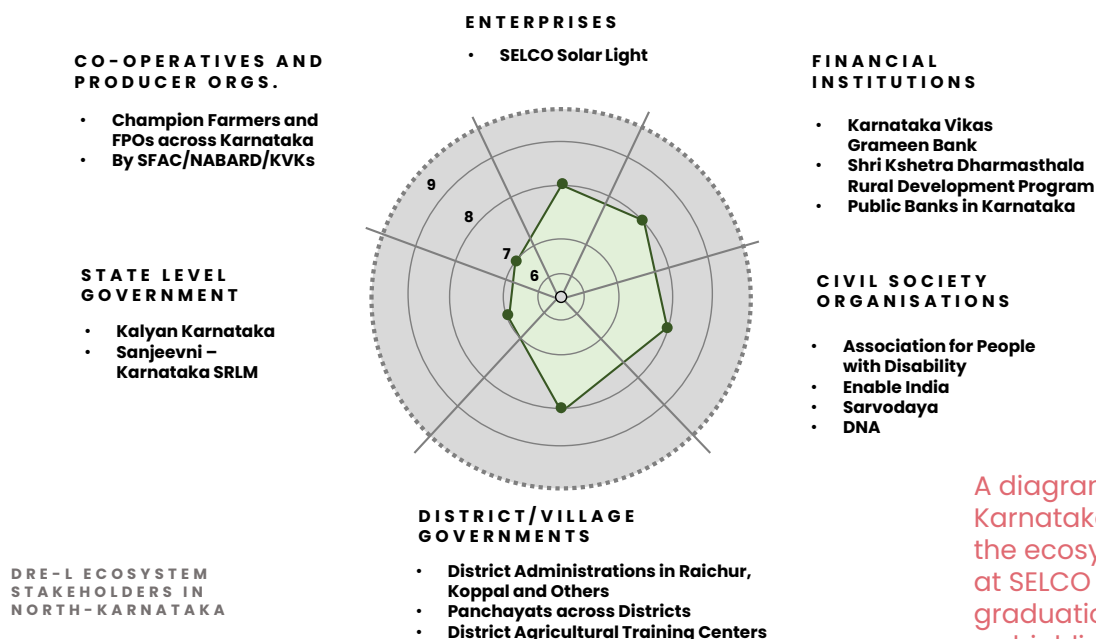 ENTERPRISES
• SELCO Solar Light
CO-OPERATIVES AND
PRODUCER ORGS.
• Champion Farmers and
FPOs across Karnataka
• By SFAC/NABARD/KVKs
FINANCIAL
INSTITUTIONS
• Karnataka Vikas
Grameen Bank
• Shri Kshetra Dharmasthala
Rural Development Program
• Public Banks in Karnataka
9
8
7
6
STATE LEVEL
GOVERNMENT
• Kalyan Karnataka
• Sanjeevni –
Karnataka SRLM
CIVIL SOCIETY
ORGANISATIONS
• Association for People
with Disability
• Enable India
• Sarvodaya
• DNA
DISTRICT/VILLAGE
GOVERNMENTS
• District Administrations in Raichur,
Koppal and Others
• Panchayats across Districts
• District Agricultural Training Centers
DRE-L ECOSYSTEM
STAKEHOLDERS IN
NORTH-KARNATAKA
A diagra
Karnatak
the ecosy
at SELCO
graduatio